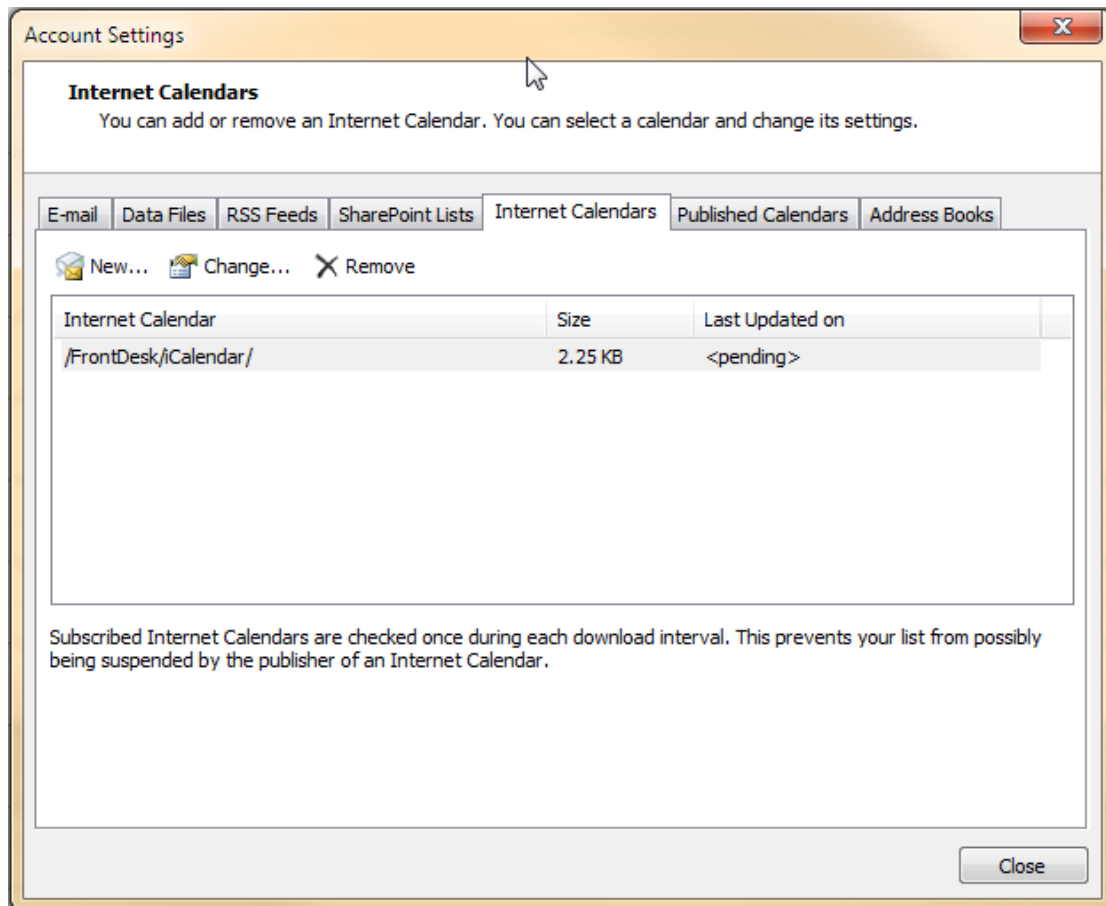 Account Settings
Internet Calendars
You can add or remove an Internet Calendar. You can select a calendar and change its settings.
E-mail Data Files RSS Feeds SharePoint Lists Internet Calendars Published Calendars Address Books
New... Change... Remove
Internet Calendar Size Last Updated on
/FrontDesk/iCalendar/ 2.25 KB <pending>
Subscribed Internet Calendars are checked once during each download interval. This prevents your list from possibly
being suspended by the publisher of an Internet Calendar.
Close